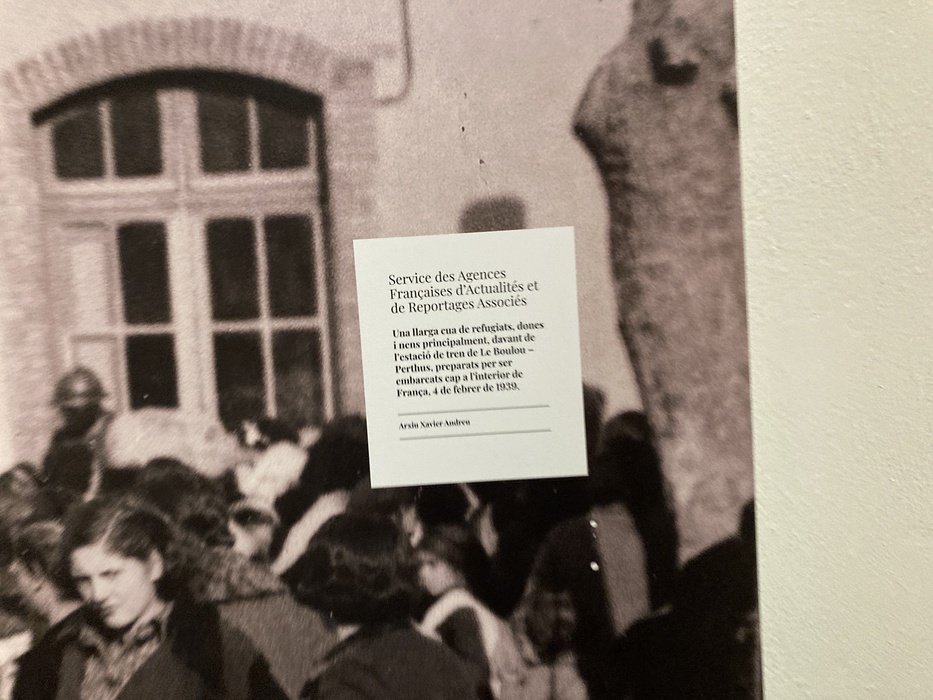 Service des Agences
Françaises d'Actualités et
de Reportages Associés
Una llarga cua de refugiats, dones
i nens principalment, davant de
l'estació de tren de Le Boulou –
Perthus, preparats per ser
embarcats cap a l'interior de
França, 4 de febrer de 1939.
Arxiu Xavier Andreu